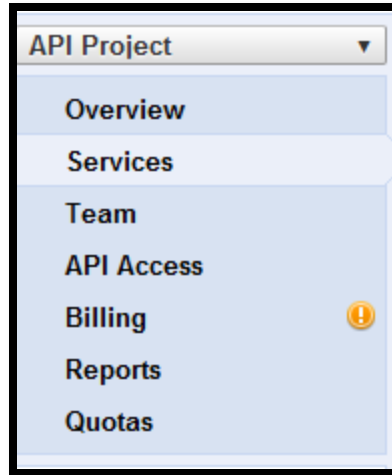 API Project
Overview
Services
Team
API Access
Billing
Reports
Quotas